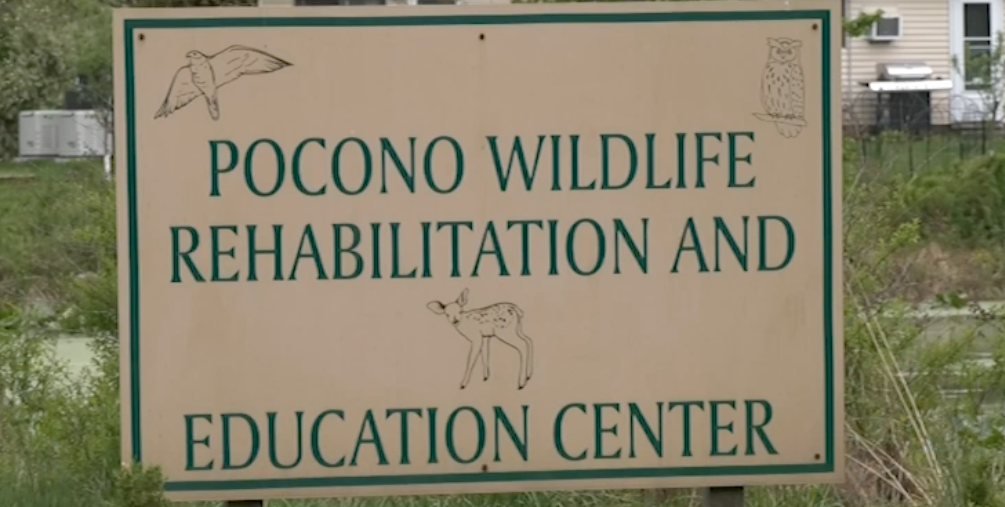 POCONO WILDLIFE
REHABILITATION AND
EDUCATION CENTER